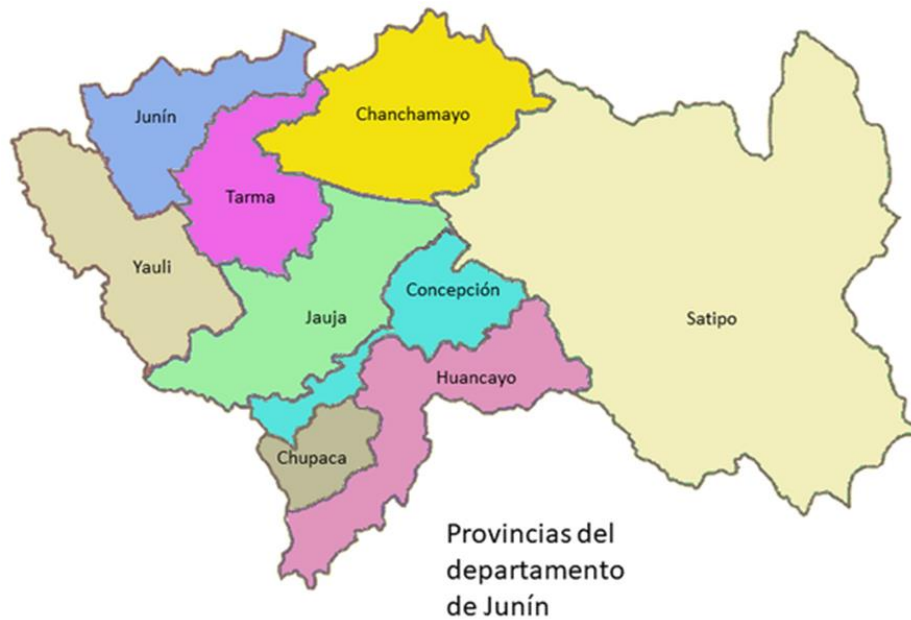 Junín
Chanchamayo
Tarma
Yauli
Concepción
Jauja
Satipo
Huancayo
Chupaca
Provincias del
departamento
de Junín